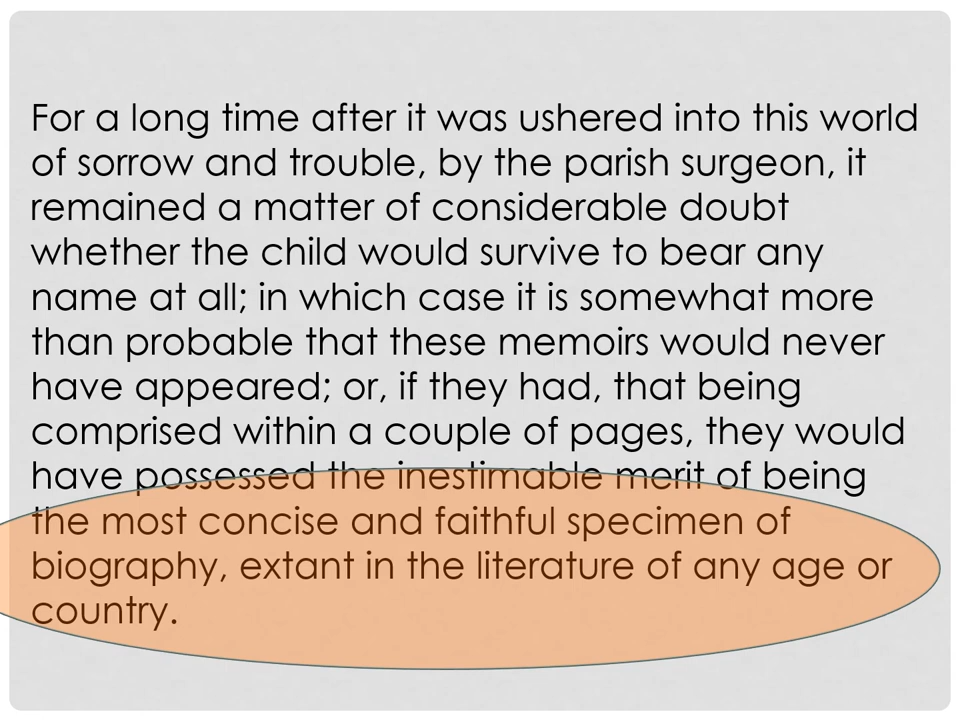 For a long time after it was ushered into this world
of sorrow and trouble, by the parish surgeon, it
remained a matter of considerable doubt
whether the child would survive to bear any
name at all; in which case it is somewhat more
than probable that these memoirs would never
have appeared; or, if they had, that being
comprised within a couple of pages, they would
have possessed the inestimable merit of being
the most concise and faithful specimen of
biography, extant in the literature of any age or
country.